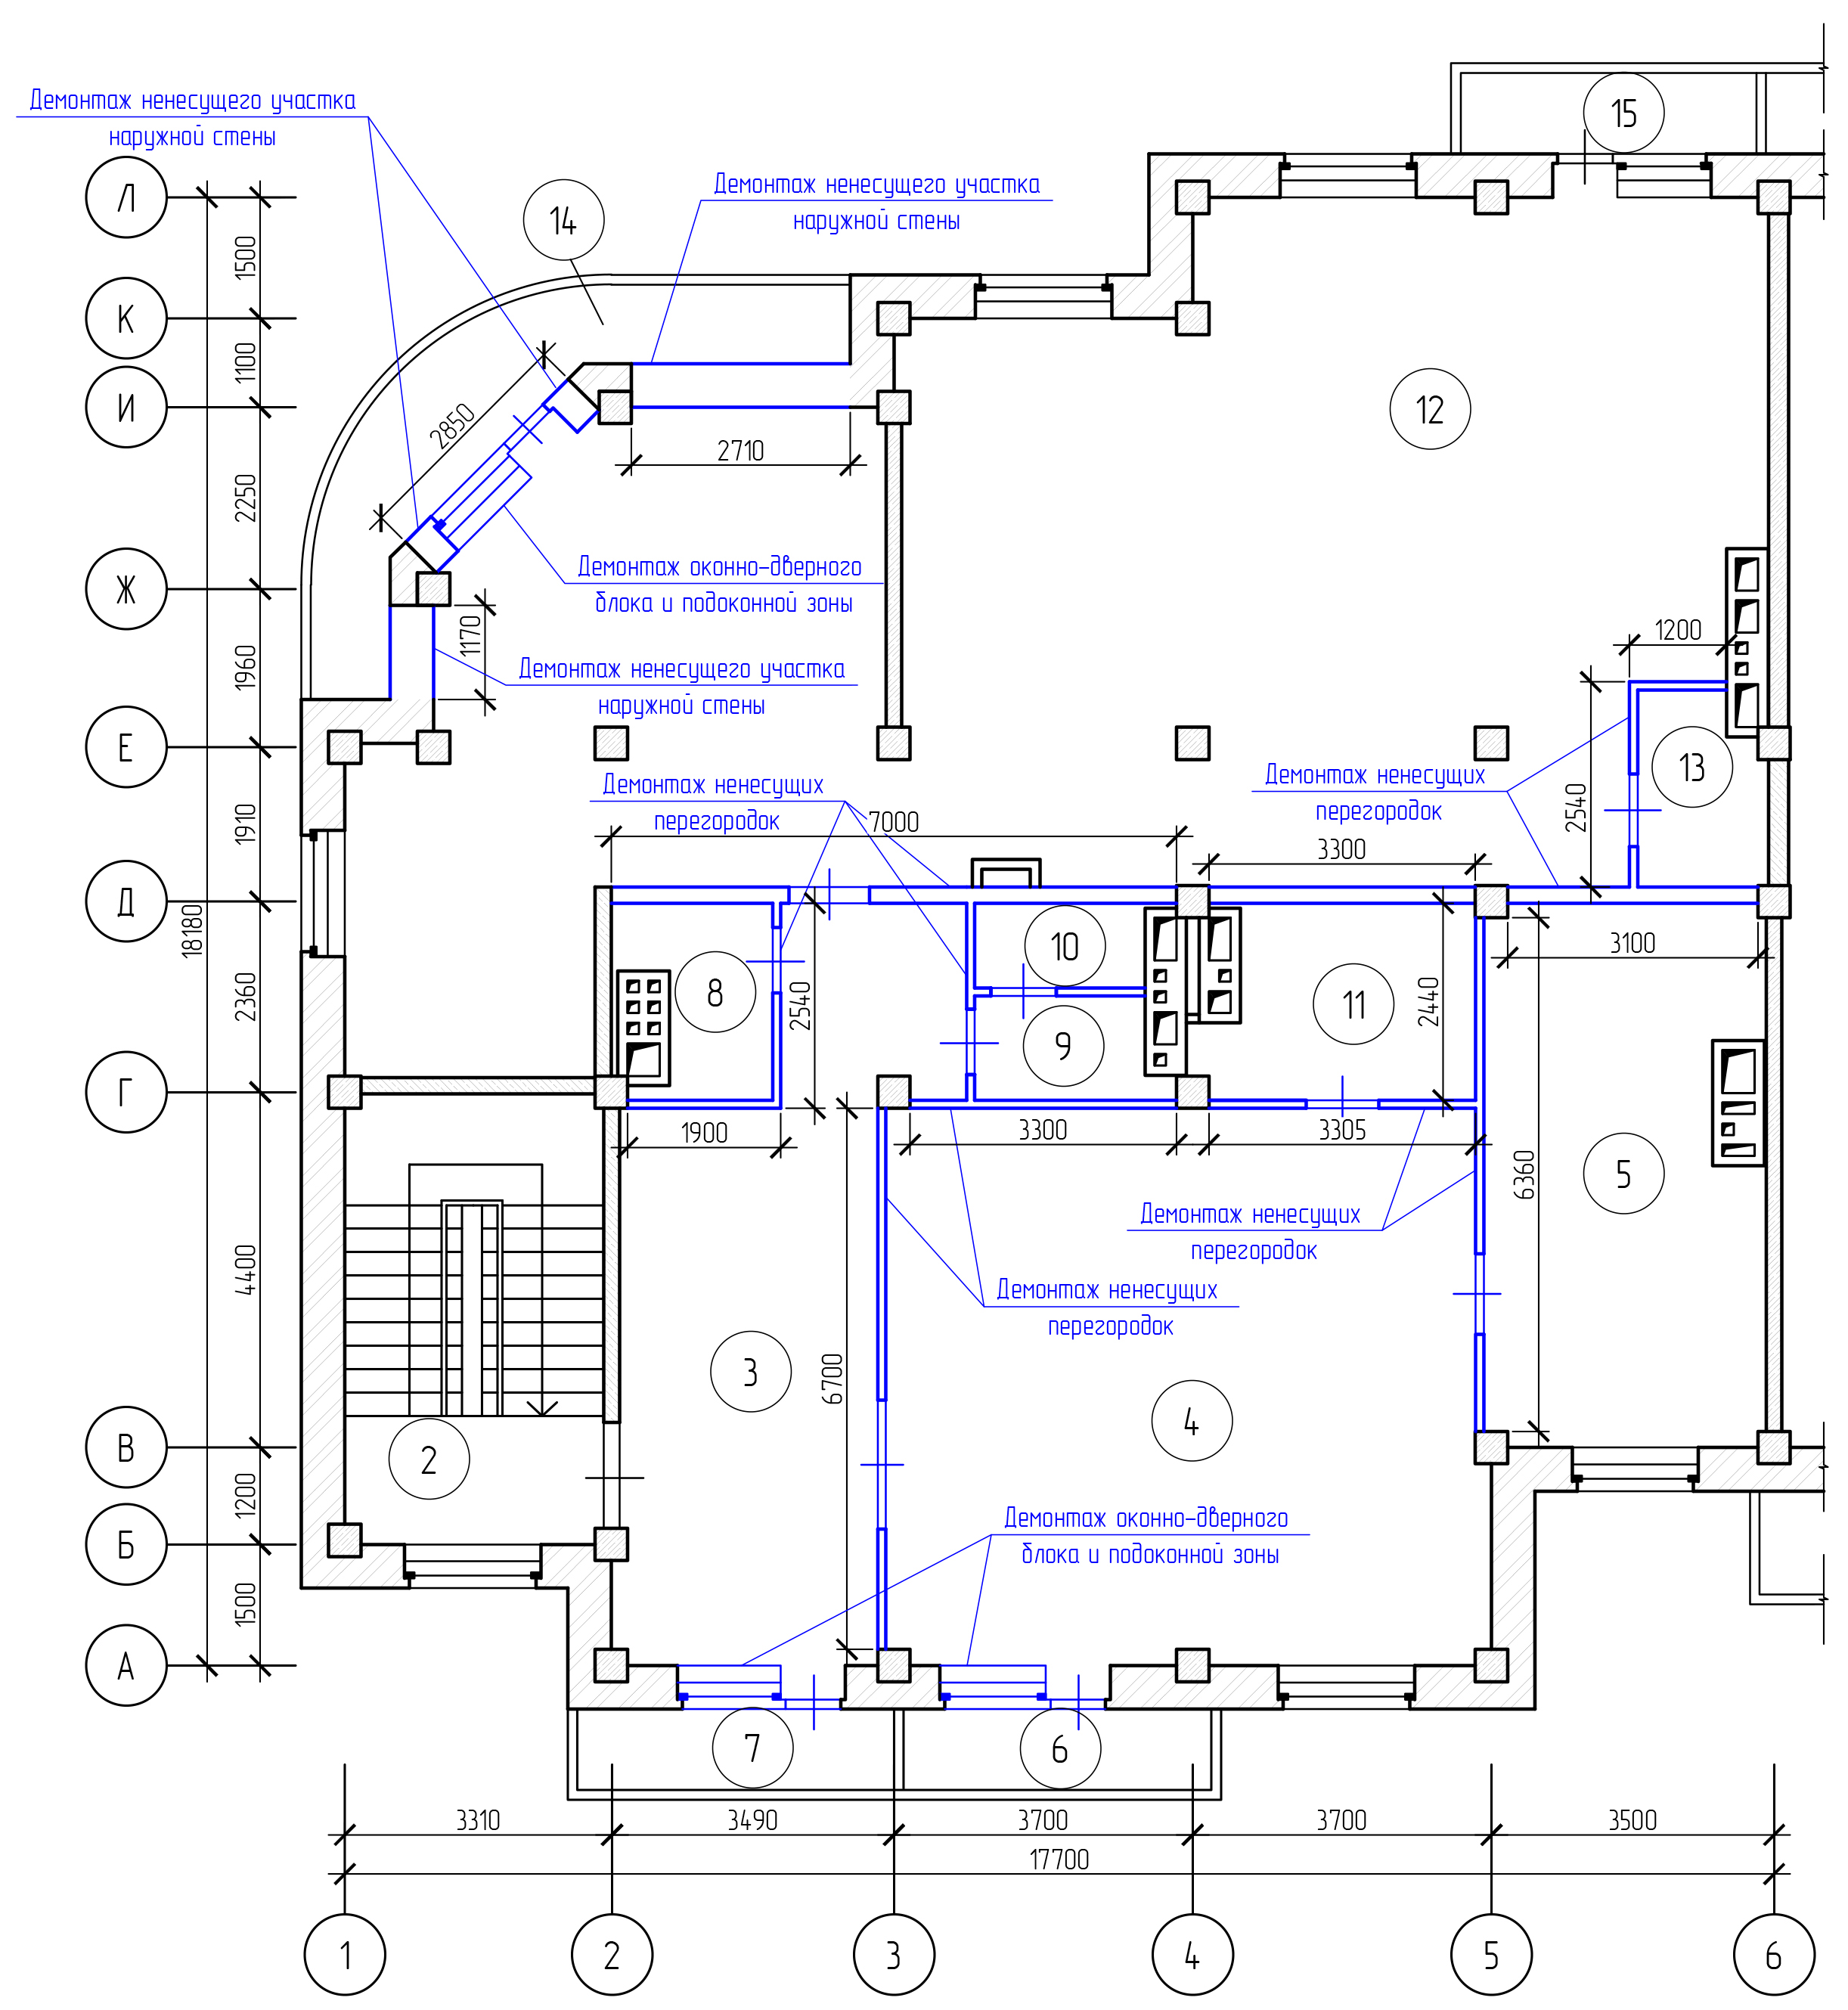 15
Демонтаж ненесущего участка
наружной стены
Демонтаж ненесущего участка
наружной стены
14
Л
1500
К
1100
И
12
2850
2710
2250
Демонтаж оконно-дверного
блока и подоконной зоны
Ж
1170
1200
1960
Демонтаж ненесущего участка
наружной стены
Е
13
Демонтаж ненесущих
перегородок
Демонтаж ненесущих
перегородок
2540
1910
7000
3300
Д
18180
3100
10
8
2540
11
2440
2360
9
Г
1900
3300
3305
5
6360
Демонтаж ненесущих
перегородок
4400
Демонтаж ненесущих
перегородок
3
6700
4
В
2
1200
Демонтаж оконно-дверного
блока и подоконной зоны
Б
1500
А
7
6
3310
3490
3700
3700
3500
17700
1
2
3
4
5
6